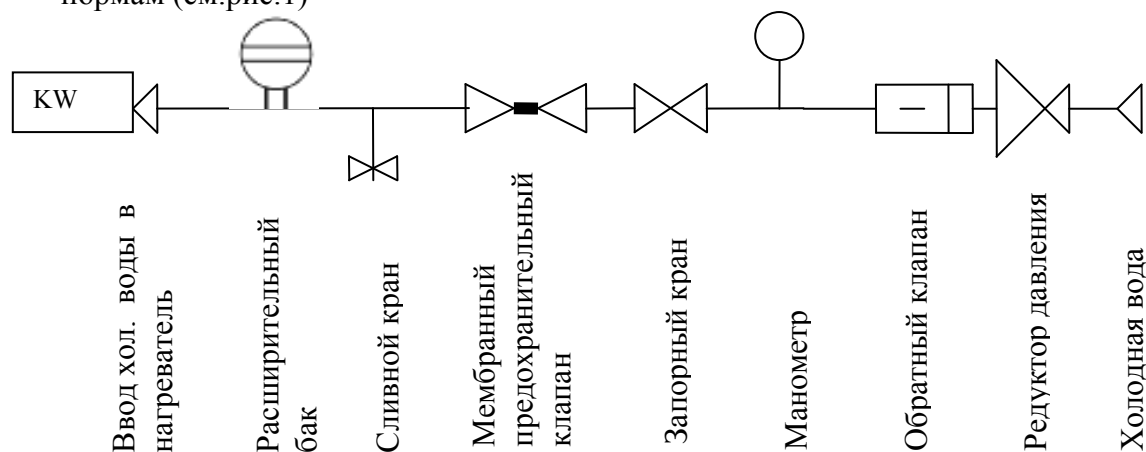 нормам (см.рис.1)
KW
Ввод хол. воды в
нагреватель
Расширительный
бак
Сливной кран
Мембранный
предохранительный
клапан
Запорный кран
Манометр
Обратный клапан
Редуктор давления
Холодная вода